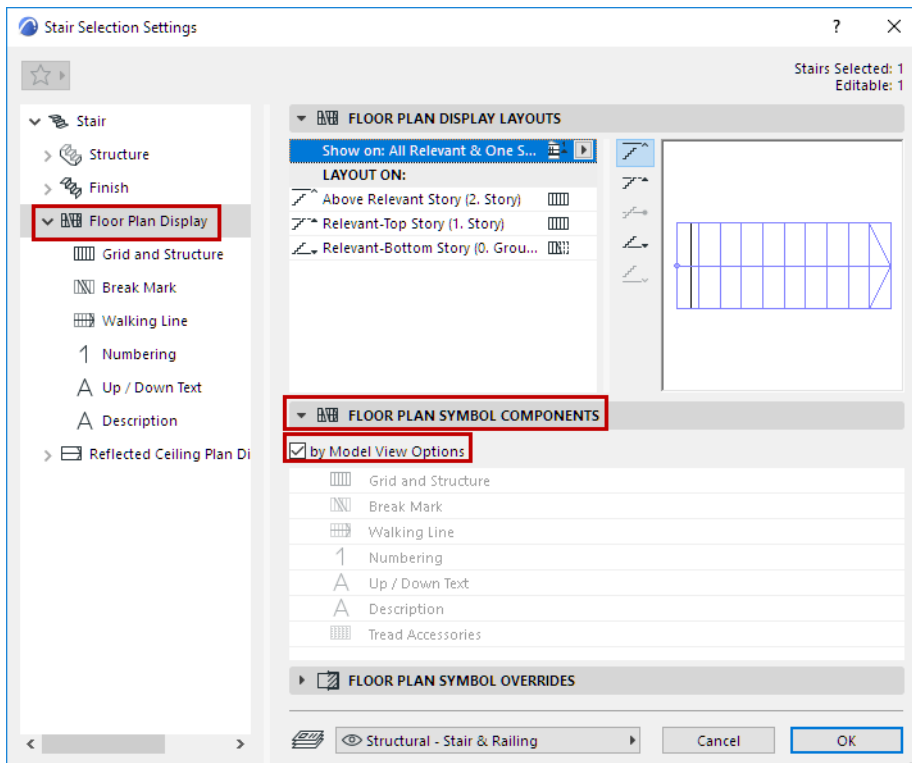 Stair Selection Settings
?
Stairs Selected: 1
Editable: 1
Stair
Structure
Finish
Floor Plan Display
Grid and Structure
Break Mark
Walking Line
1 Numbering
A Up / Down Text
A Description
Reflected Ceiling Plan Di
FLOOR PLAN DISPLAY LAYOUTS
Show on: All Relevant & One S...
LAYOUT ON:
Above Relevant Story (2. Story)
Relevant-Top Story (1. Story)
Relevant-Bottom Story (0. Grou...
FLOOR PLAN SYMBOL COMPONENTS
by Model View Options
Grid and Structure
Break Mark
Walking Line
1 Numbering
A Up / Down Text
A Description
Tread Accessories
FLOOR PLAN SYMBOL OVERRIDES
Structural - Stair & Railing
Cancel
OK